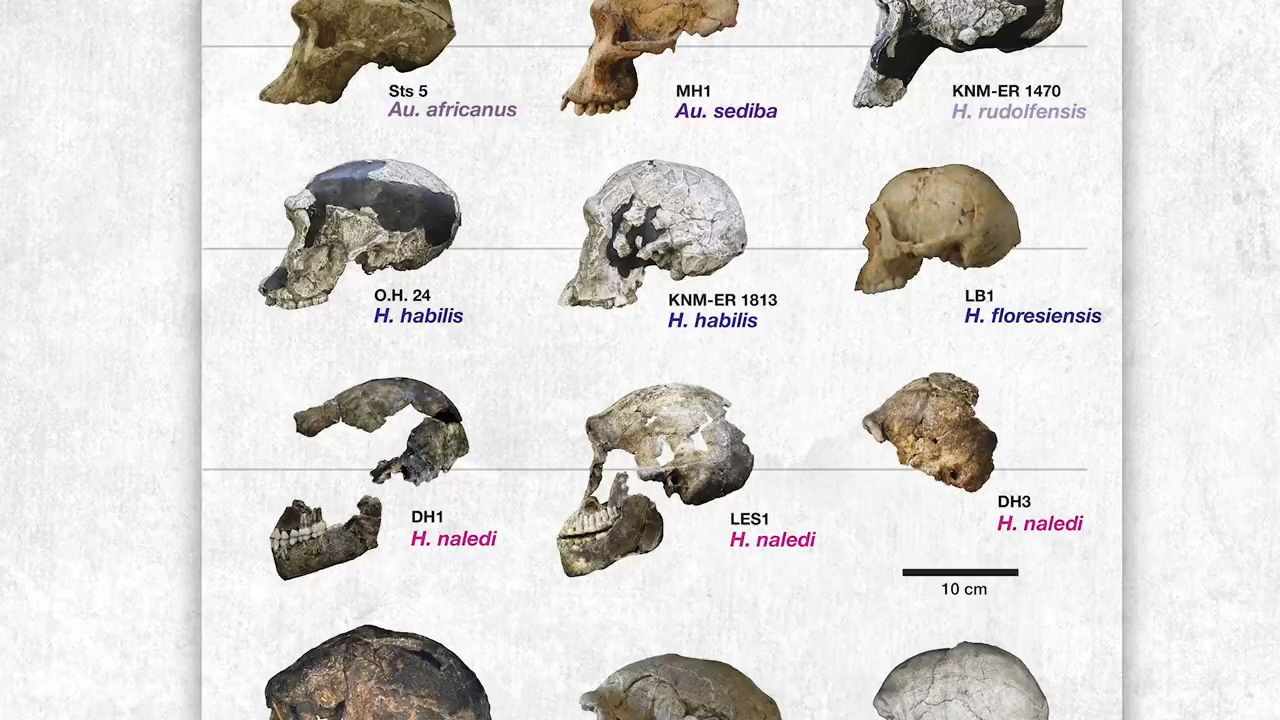 Sts 5
Au. africanus
MH1
Au. sediba
KNM-ER 1470
H. rudolfensis
O.H. 24
H. habilis
KNM-ER 1813
H. habilis
LB1
H. floresiensis
DH1
H. naledi
LES1
H. naledi
DH3
H. naledi
10 cm